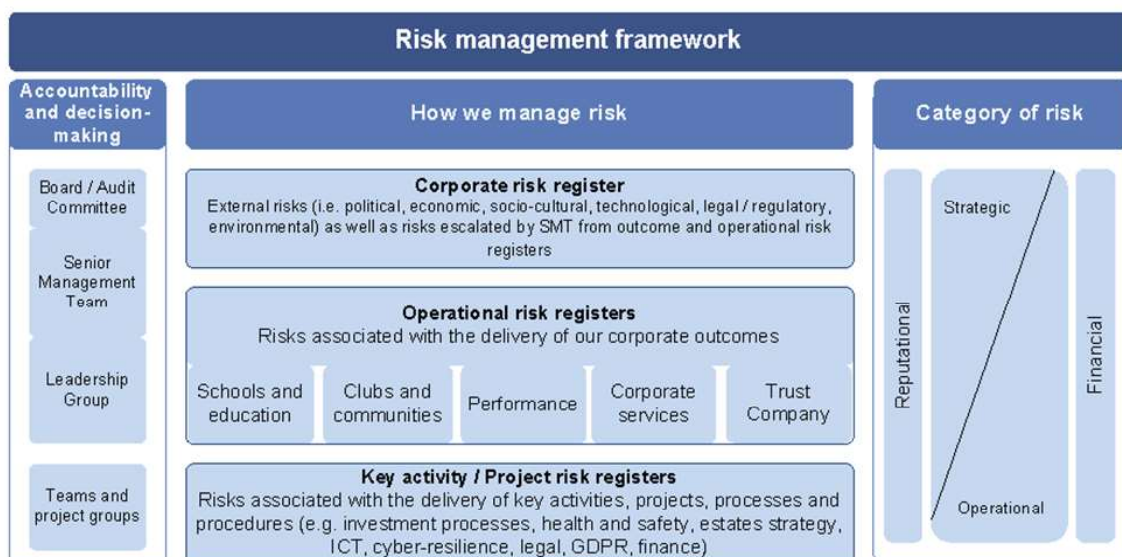 Risk management framework
Accountability
and decision-
making
How we manage risk
Category of risk
Board / Audit
Committee
Senior
Management
Team
Leadership
Group
Teams and
project groups
Corporate risk register
External risks (i.e. political, economic, socio-cultural, technological, legal / regulatory,
environmental) as well as risks escalated by SMT from outcome and operational risk
registers
Operational risk registers
Risks associated with the delivery of our corporate outcomes
Schools and
education
Clubs and
communities
Performance
Corporate
services
Trust
Company
Key activity / Project risk registers
Risks associated with the delivery of key activities, projects, processes and
procedures (e.g. investment processes, health and safety, estates strategy,
ICT, cyber-resilience, legal, GDPR, finance)
Reputational
Strategic
Operational
Financial